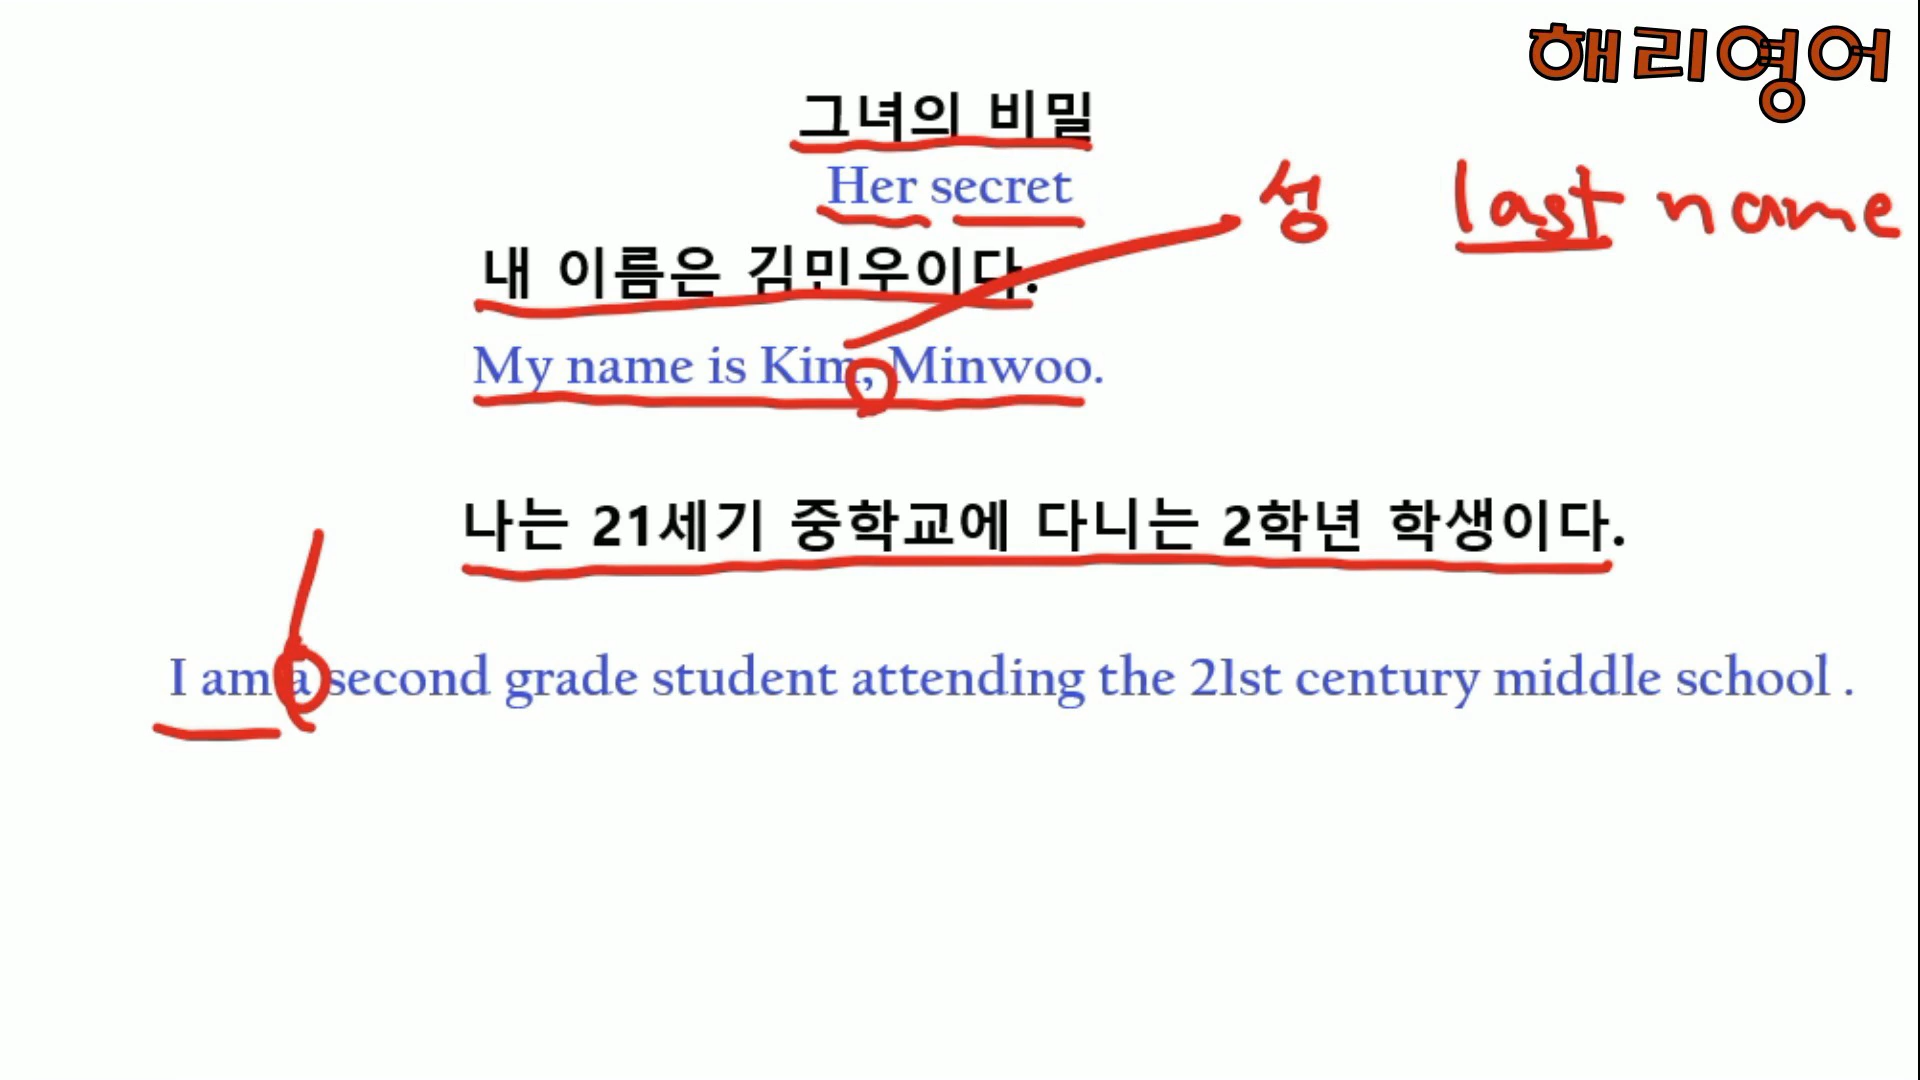 해리영어
그녀의 비밀
Her secret
성 last name
내 이름은 김민우이다.
My name is Kim, Minwoo.
나는 21세기 중학교에 다니는 2학년 학생이다.
I am a second grade student attending the 21st century middle school .